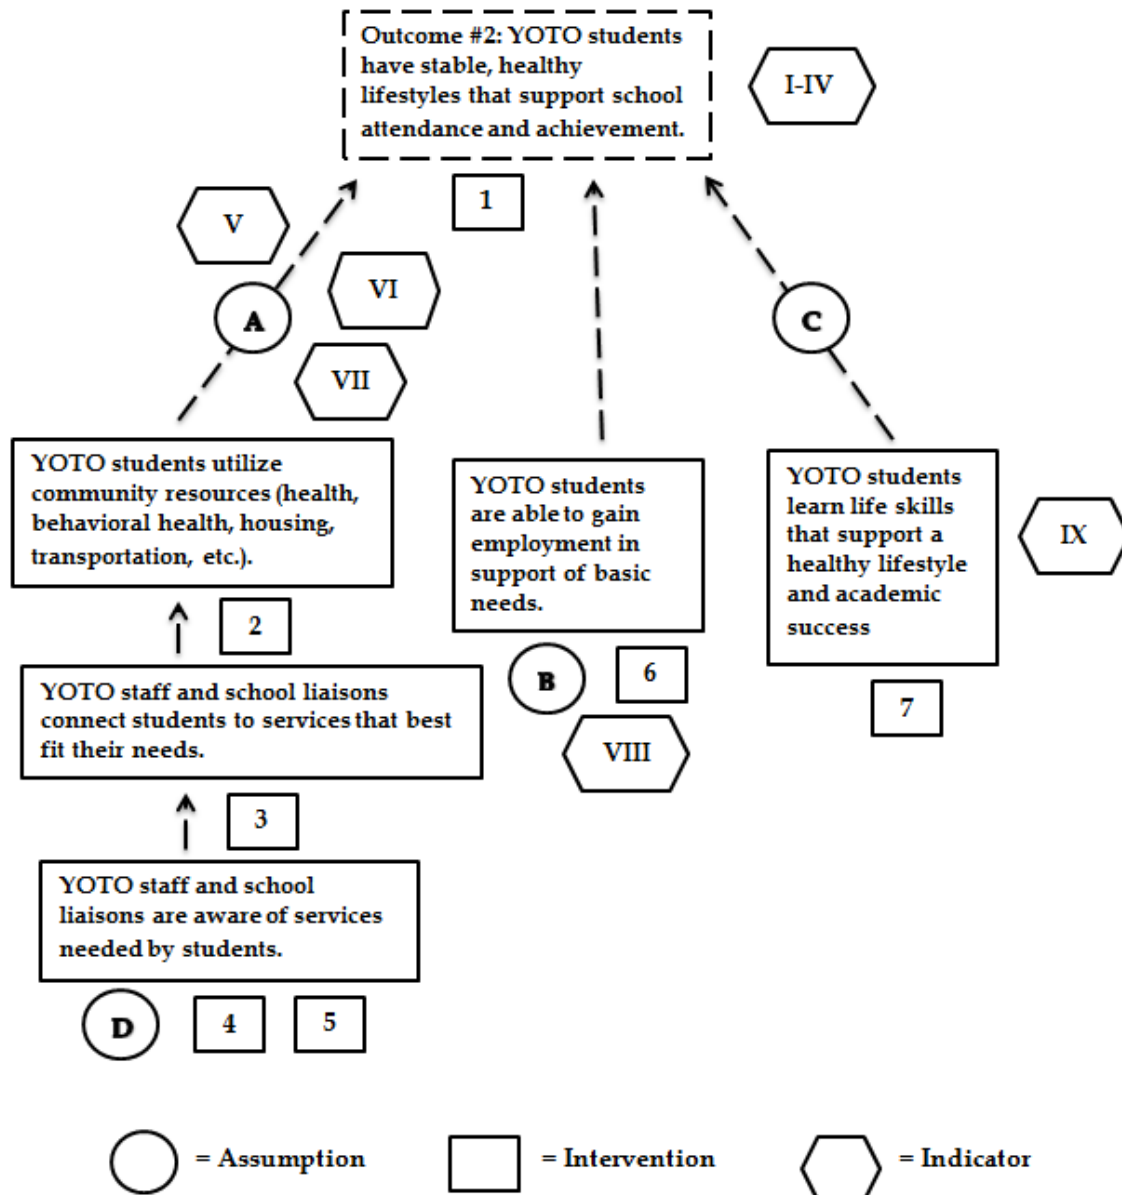 Outcome #2: YOTO students
have stable, healthy
lifestyles that support school
attendance and achievement.
I-IV
1
V
VI
A
C
VII
YOTO students utilize
community resources (health,
behavioral health, housing,
transportation, etc.).
YOTO students
are able to gain
employment in
support of basic
needs.
YOTO students
learn life skills
that support a
healthy lifestyle
and academic
success
IX
2
B
6
7
YOTO staff and school liaisons
connect students to services that best
fit their needs.
VIII
3
YOTO staff and school
liaisons are aware of services
needed by students.
D
4
5
= Assumption
= Intervention
= Indicator